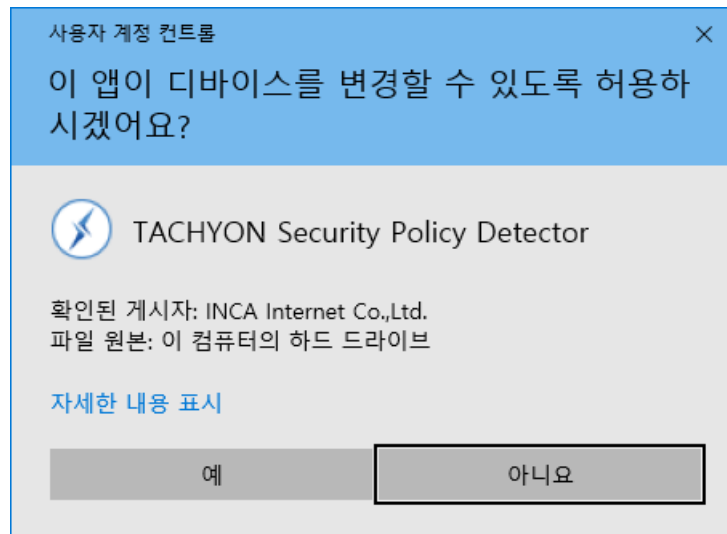 사용자 계정 컨트롤
이 앱이 디바이스를 변경할 수 있도록 허용하
시겠어요?
TACHYON Security Policy Detector
확인된 게시자: INCA Internet Co.,Ltd.
파일 원본: 이 컴퓨터의 하드 드라이브
자세한 내용 표시
예
아니요